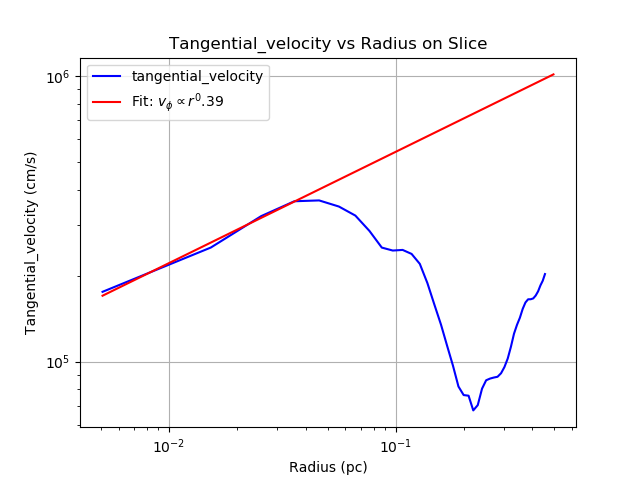 Tangential_velocity vs Radius on Slice
tangential_velocity
Fit: $v_\phi \propto r^0.39$
10^6
10^5
Tangential_velocity (cm/s)
10^-2
10^-1
Radius (pc)